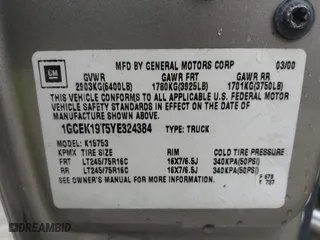 GM
MFD BY GENERAL MOTORS CORP 03/00
GVWR GAWR FRT GAWR RR
2903KG(6400LB) 1780KG(3925LB) 1701KG(3750LB)
THIS VEHICLE CONFORMS TO ALL APPLICABLE U.S. FEDERAL MOTOR
VEHICLE SAFETY STANDARDS IN EFFECT ON THE DATE OF
MANUFACTURE SHOWN ABOVE.
1GCEK19T5YE324384 TYPE: TRUCK
MODEL: K15753
KPMX TIRE SIZE RIM COLD TIRE PRESSURE
FRT LT245/75R16C 16X7/6.5J 340KPA(50PSI)
RR LT245/75R16C 16X7/6.5J 340KPA(50PSI)